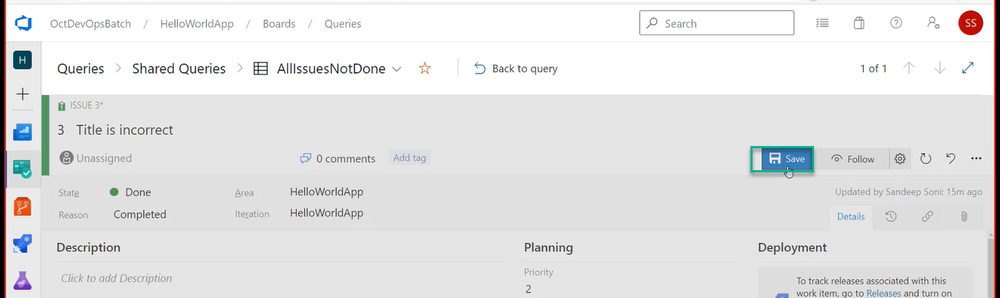 OctDevOpsBatch / HelloWorldApp / Boards / Queries
Search
SS
H
Queries > Shared Queries > AllIssuesNotDone
Back to query
1 of 1
ISSUE 3*
3 Title is incorrect
Unassigned
0 comments
Add tag
Save
Follow
State Done
Area HelloWorldApp
Updated by Sandeep Soni: 15m ago
Reason Completed
Iteration HelloWorldApp
Details
Description
Planning
Deployment
Click to add Description
Priority
2
To track releases associated with this
work item, go to Releases and turn on